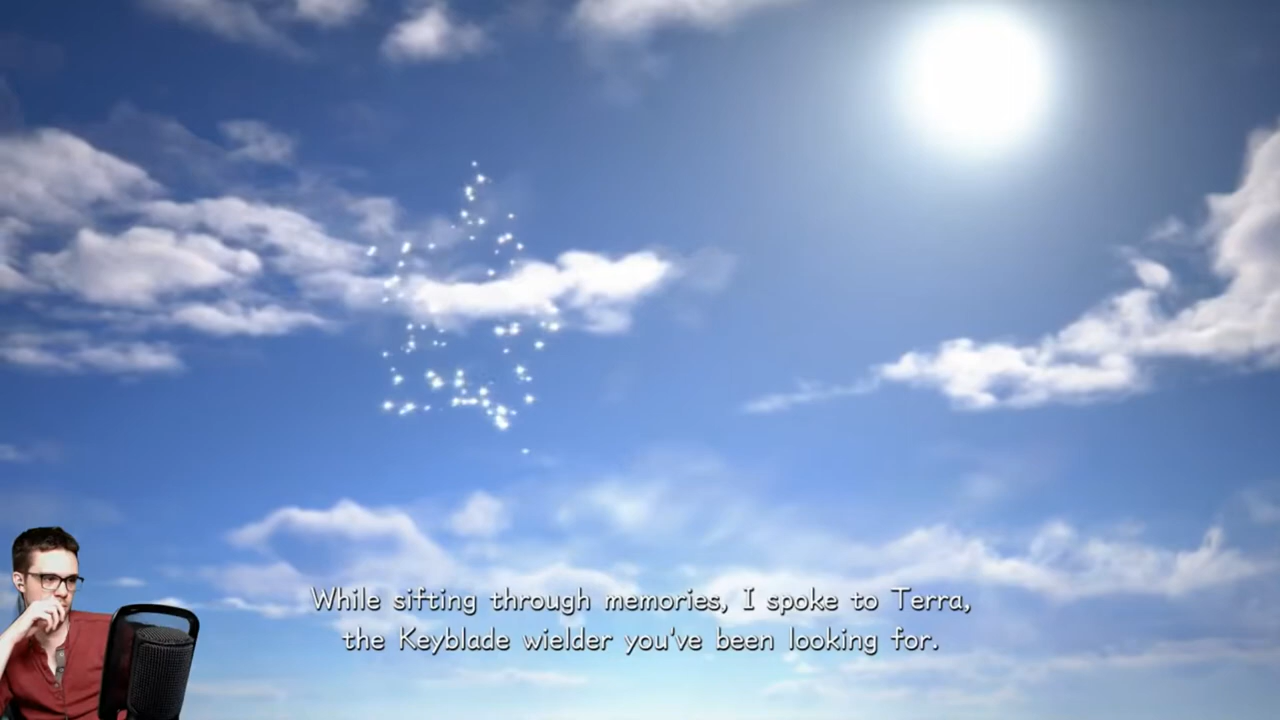 While sifting through memories, I spoke to Terra,
the Keyblade wielder you've been looking for.